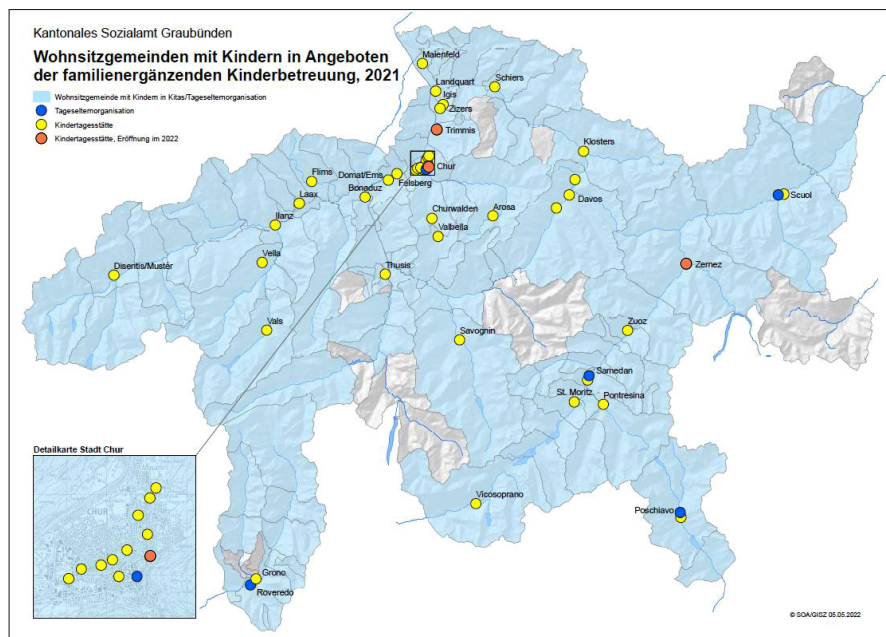 Kantonales Sozialamt Graubünden
Wohnsitzgemeinden mit Kindern in Angeboten
der familienergänzenden Kinderbetreuung, 2021
Wohnsitzgemeinde mit Kindern in Kitas/Tageselternorganisation
Tageselternorganisation
Kindertagesstätte
Kindertagesstätte, Eröffnung im 2022
Maienfeld
Landquart
Schiers
Igis
Zizers
Trimmis
Klosters
Chur
Flims
Domat/Ems
Felsberg
Bonaduz
Laax
Davos
Scuol
Churwalden
Arosa
Ilanz
Valbella
Vella
Disentis/Mustér
Thusis
Zernez
Vals
Savognin
Zuoz
Samedan
St. Moritz
Pontresina
Detailkarte Stadt Chur
CHUR
Vicosoprano
Poschiavo
Grono
Roveredo
© SOA/GISZ 05.05.2022